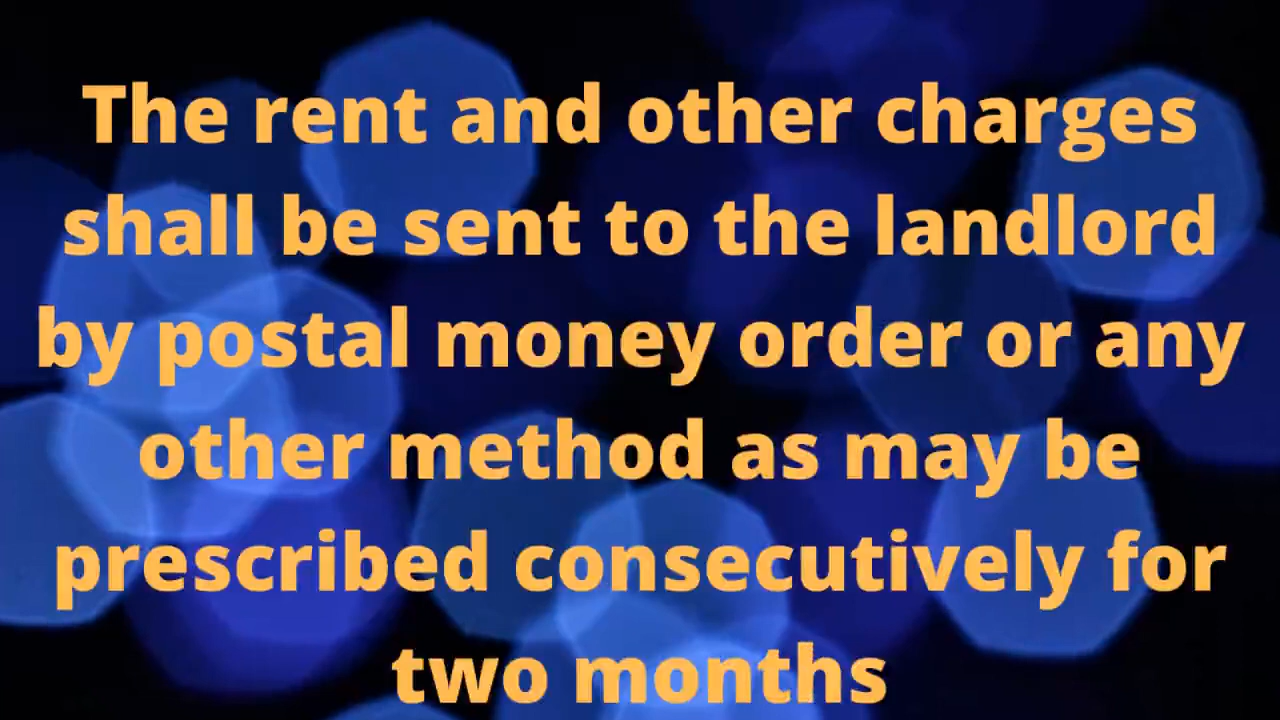 The rent and other charges
shall be sent to the landlord
by postal money order or any
other method as may be
prescribed consecutively for
two months